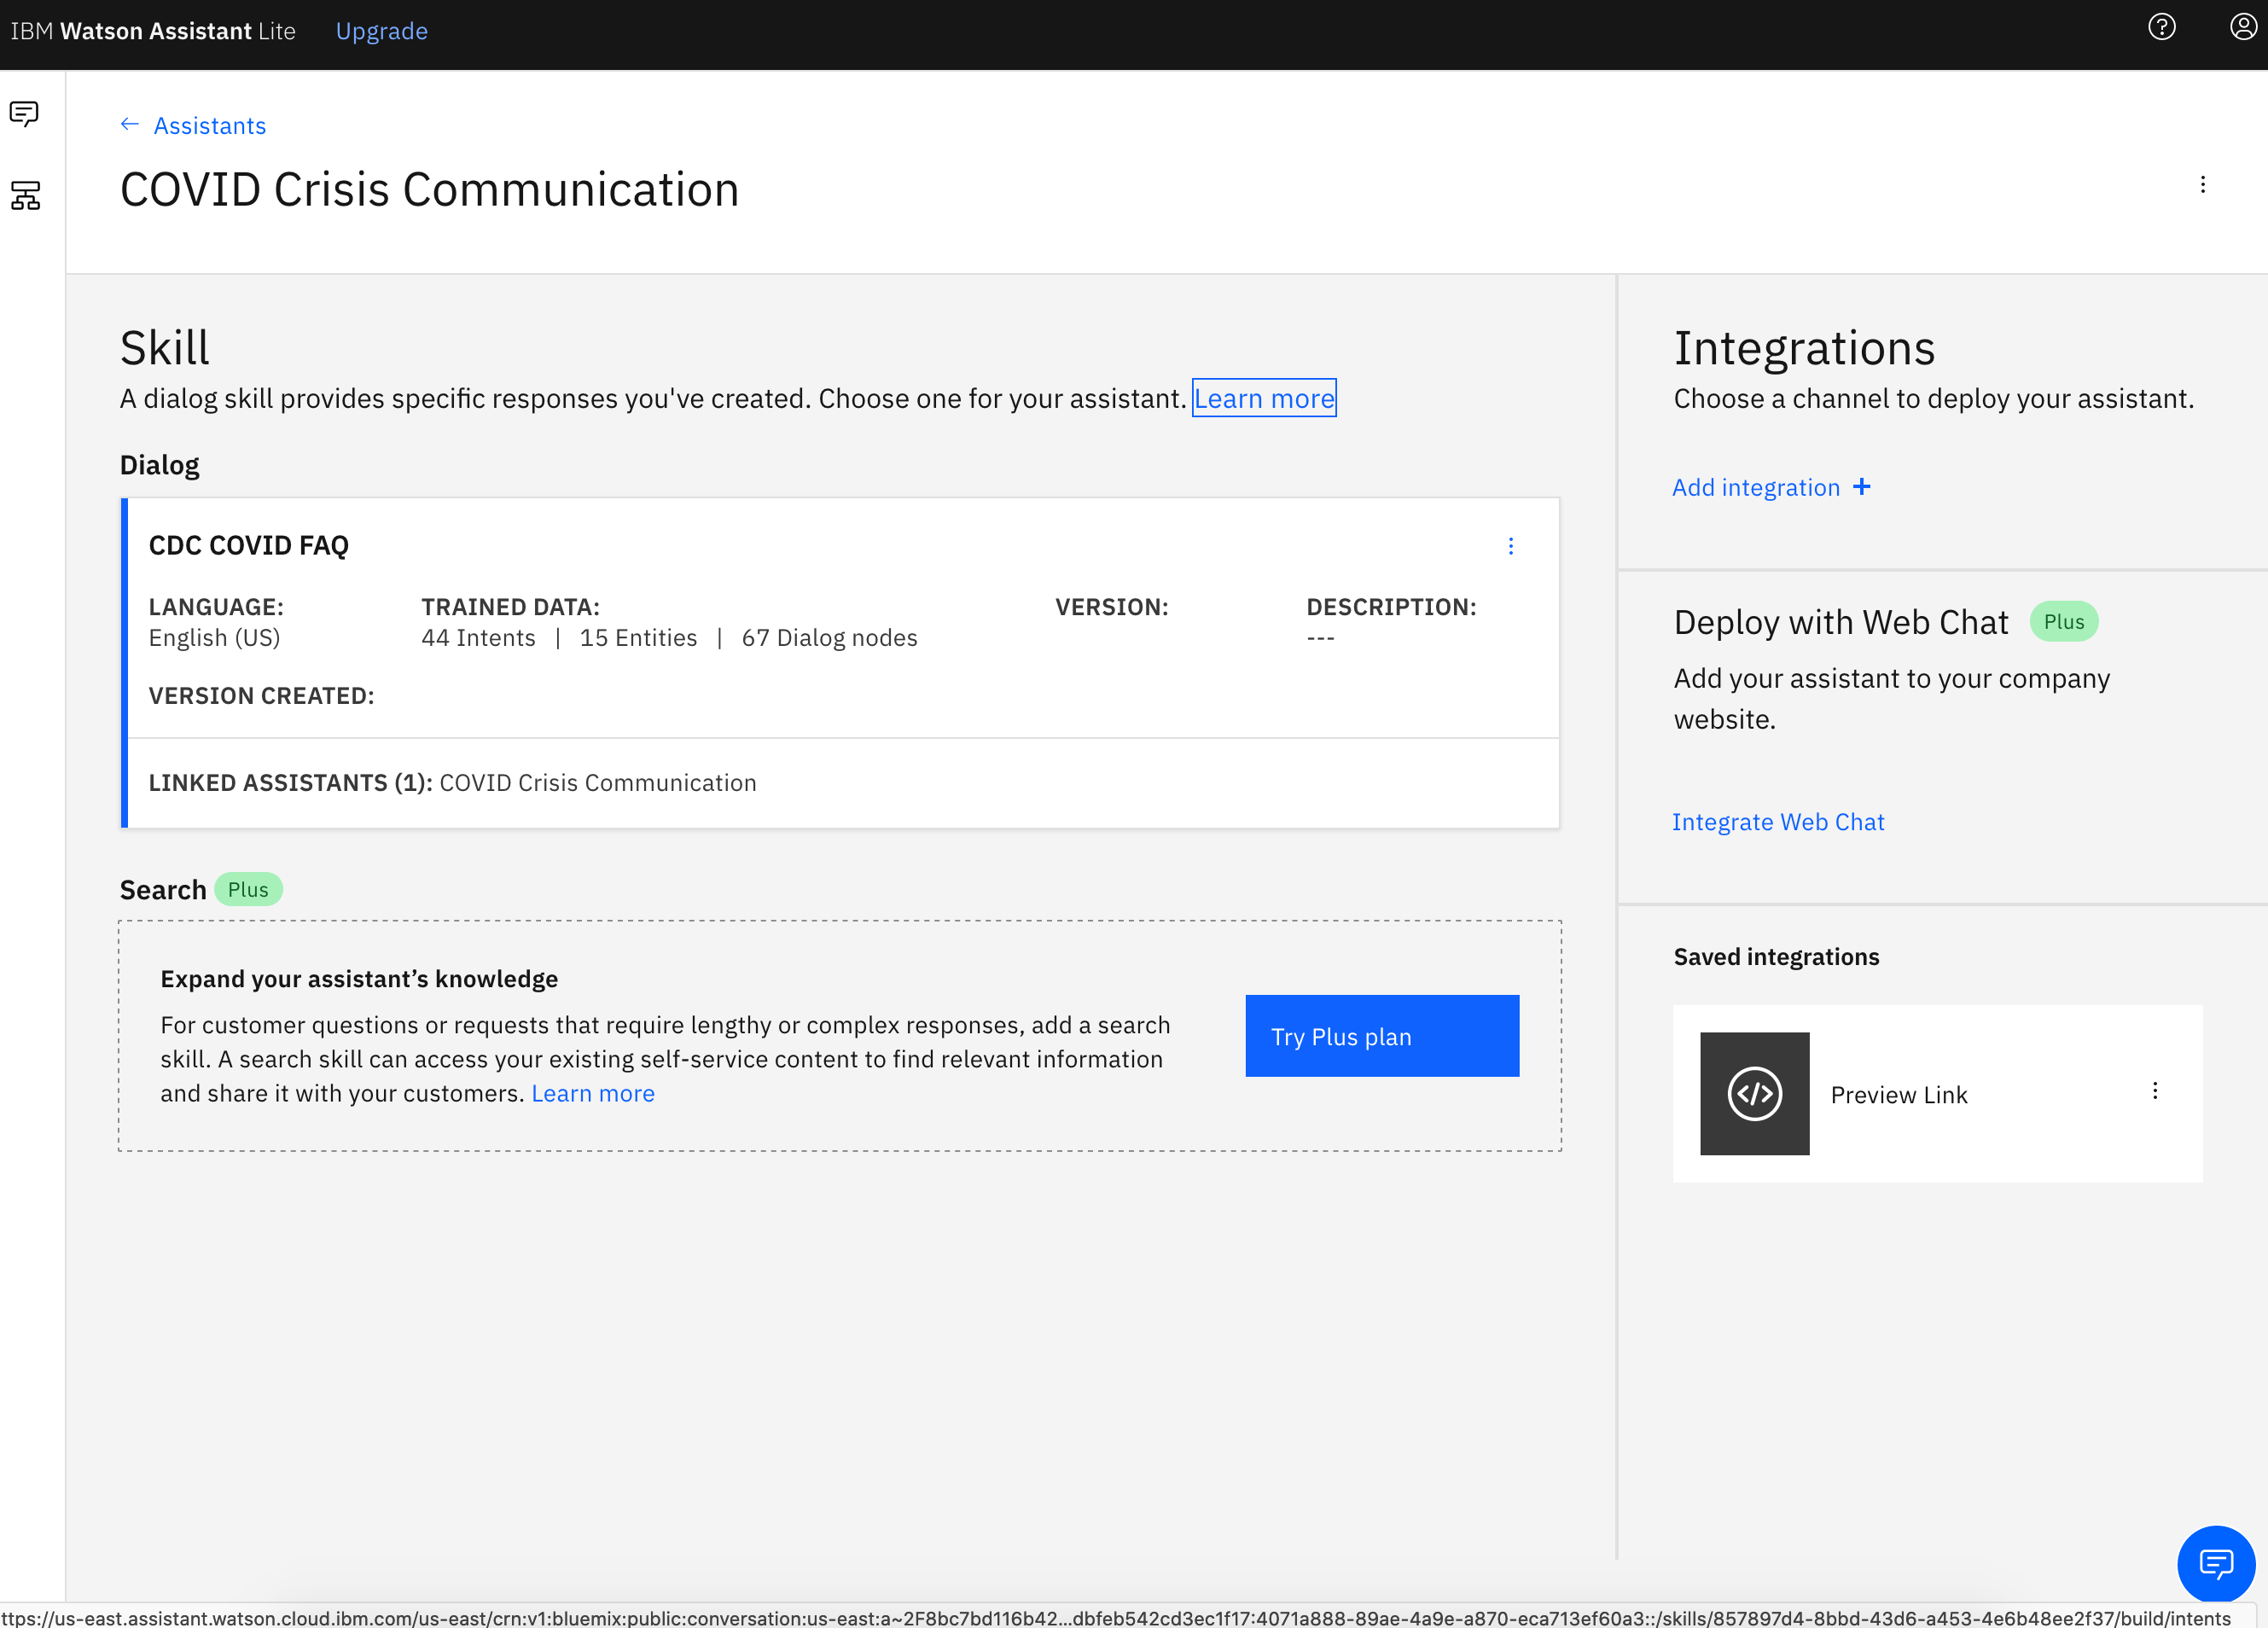 IBM Watson Assistant Lite
Upgrade
Assistants
COVID Crisis Communication
Skill
A dialog skill provides specific responses you've created. Choose one for your assistant. Learn more
Dialog
CDC COVID FAQ
LANGUAGE:
English (US)
TRAINED DATA:
44 Intents | 15 Entities | 67 Dialog nodes
VERSION:
DESCRIPTION:
---
VERSION CREATED:
LINKED ASSISTANTS (1): COVID Crisis Communication
Search Plus
Expand your assistant’s knowledge
For customer questions or requests that require lengthy or complex responses, add a search
skill. A search skill can access your existing self-service content to find relevant information
and share it with your customers. Learn more
Try Plus plan
Integrations
Choose a channel to deploy your assistant.
Add integration +
Deploy with Web Chat Plus
Add your assistant to your company
website.
Integrate Web Chat
Saved integrations
Preview Link
ttps://us-east.assistant.watson.cloud.ibm.com/us-east/crn:v1:bluemix:public:conversation:us-east:a~2F8bc7bd116b42...dbfeb542cd3ec1f17:4071a888-89ae-4a9e-a870-eca713ef60a3::/skills/857897d4-8bbd-43d6-a453-4e6b48ee2f37/build/intents